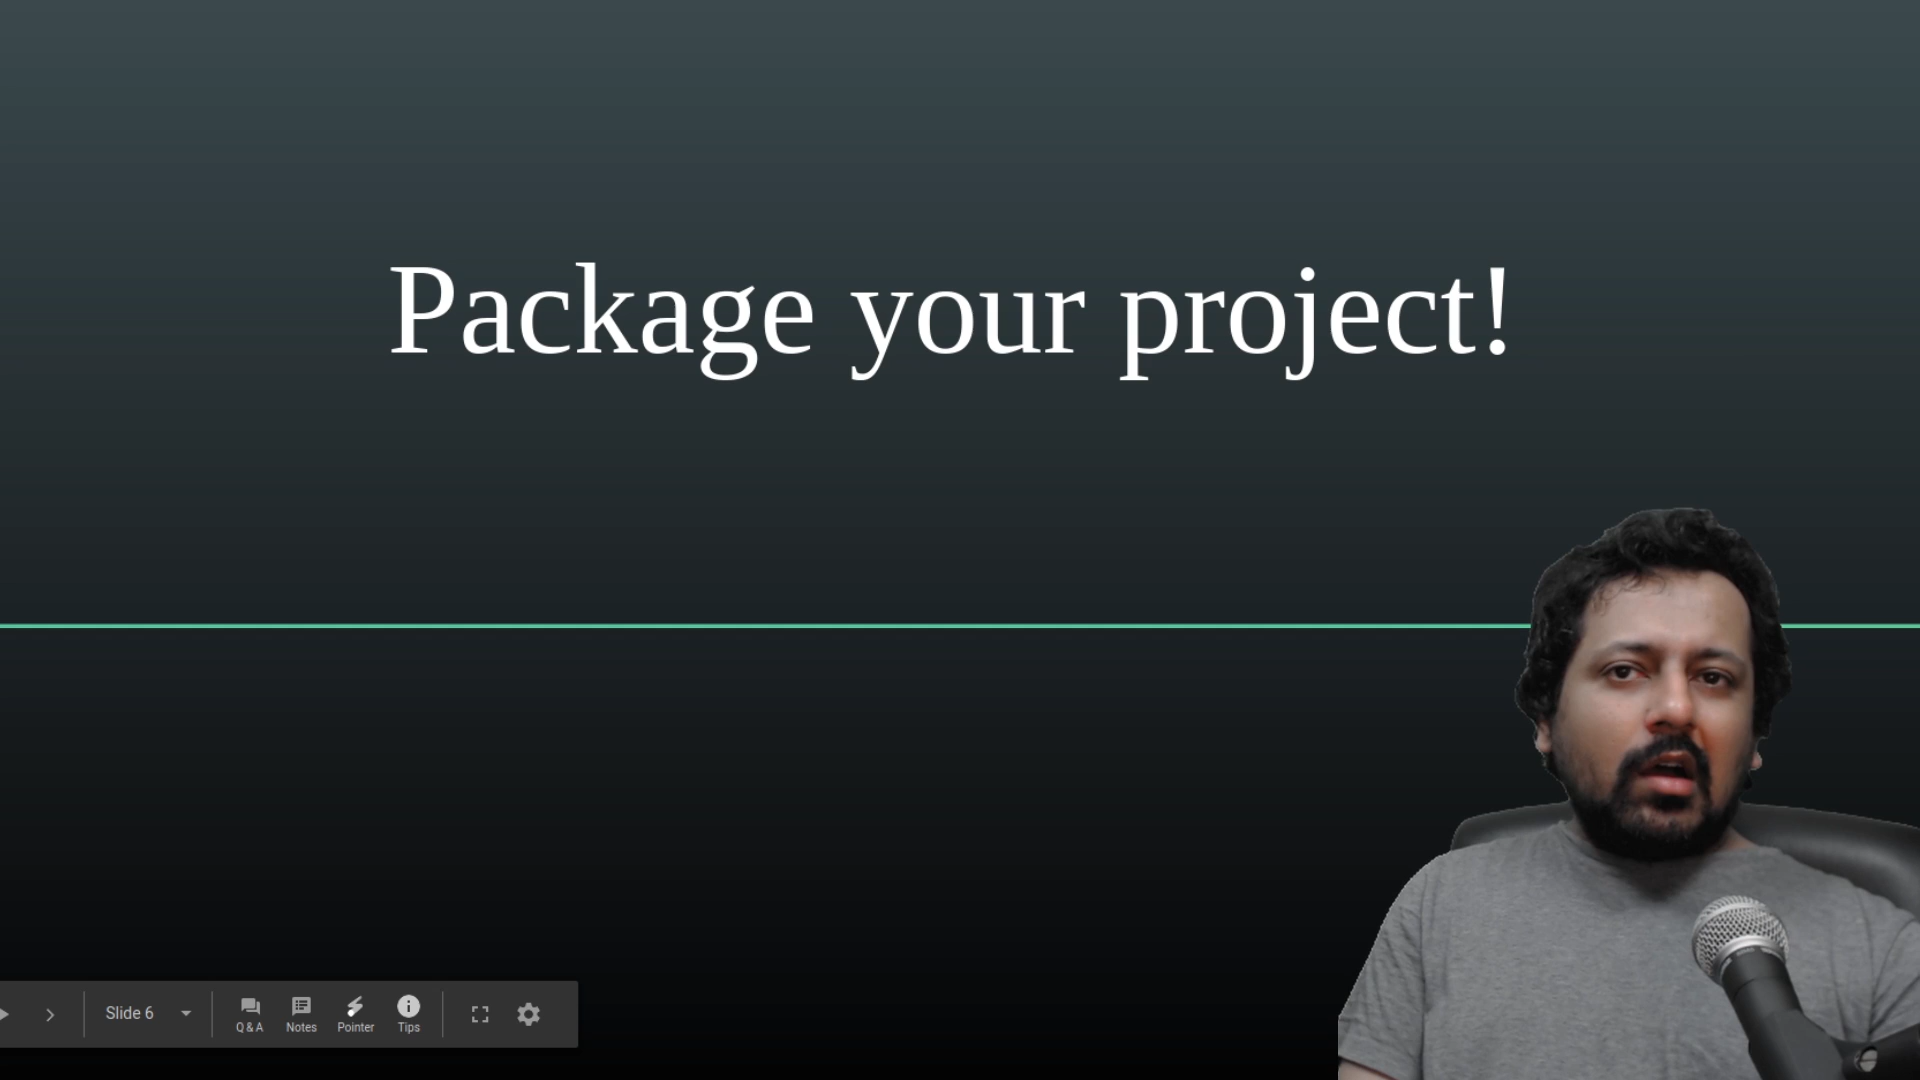 Package your project!
Slide 6
Q & A
Notes
Pointer
Tips